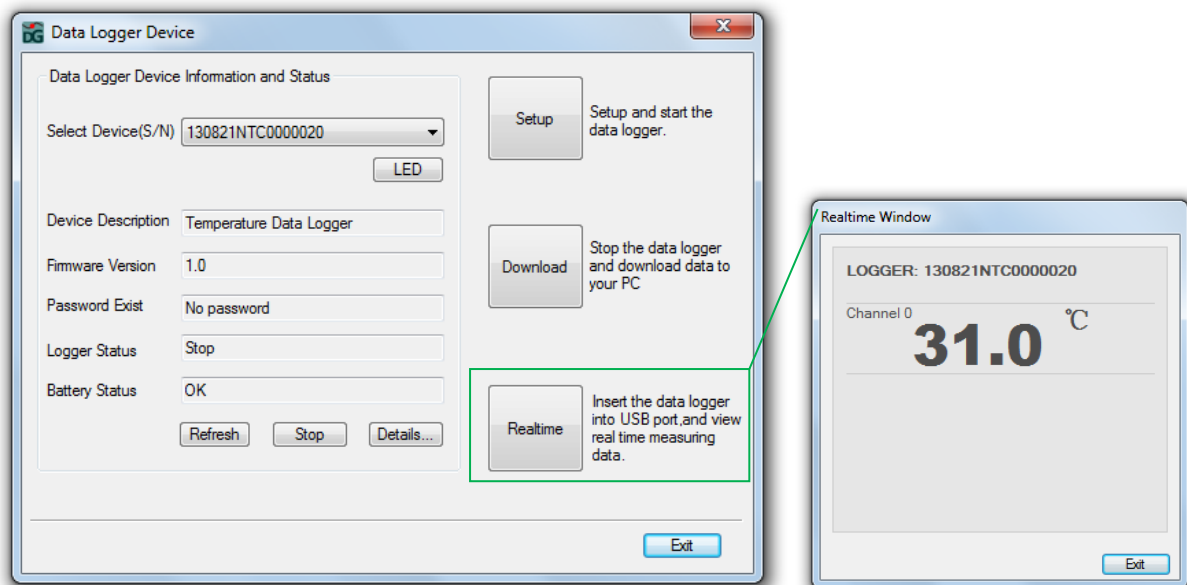 DG Data Logger Device
Data Logger Device Information and Status
Select Device(S/N) 130821NTC0000020
LED
Device Description Temperature Data Logger
Firmware Version 1.0
Password Exist No password
Logger Status Stop
Battery Status OK
Refresh Stop Details...
Setup
Setup and start the
data logger.
Download
Stop the data logger
and download data to
your PC
Realtime
Insert the data logger
into USB port,and view
real time measuring
data.
Exit
Realtime Window
LOGGER: 130821NTC0000020
Channel 0
31.0 ℃
Exit